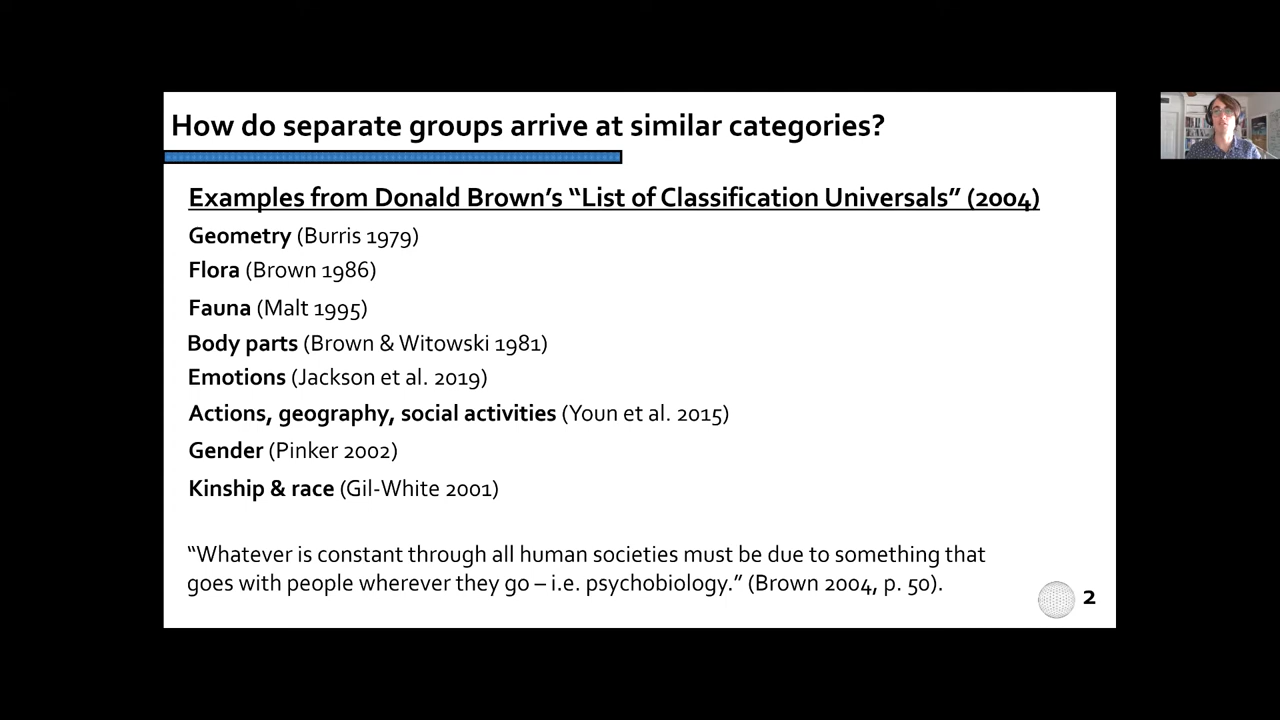 How do separate groups arrive at similar categories?
Examples from Donald Brown’s “List of Classification Universals” (2004)
Geometry (Burris 1979)
Flora (Brown 1986)
Fauna (Malt 1995)
Body parts (Brown & Witowski 1981)
Emotions (Jackson et al. 2019)
Actions, geography, social activities (Youn et al. 2015)
Gender (Pinker 2002)
Kinship & race (Gil-White 2001)
“Whatever is constant through all human societies must be due to something that
goes with people wherever they go – i.e. psychobiology.” (Brown 2004, p. 50).
2